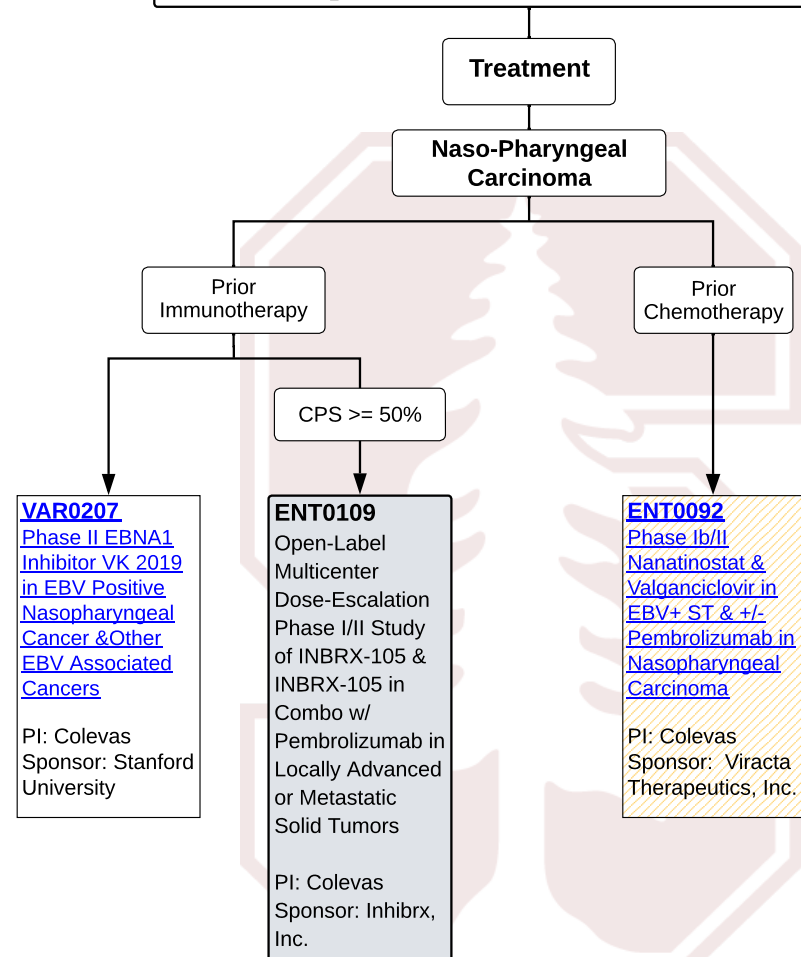 Treatment
Naso-Pharyngeal
Carcinoma
Prior
Immunotherapy
Prior
Chemotherapy
CPS >= 50%
VAR0207
Phase II EBNA1
Inhibitor VK 2019
in EBV Positive
Nasopharyngeal
Cancer &Other
EBV Associated
Cancers
PI: Colevas
Sponsor: Stanford
University
ENT0109
Open-Label
Multicenter
Dose-Escalation
Phase I/II Study
of INBRX-105 &
INBRX-105 in
Combo w/
Pembrolizumab in
Locally Advanced
or Metastatic
Solid Tumors
PI: Colevas
Sponsor: Inhibrx,
Inc.
ENT0092
Phase Ib/II
Nanatinostat &
Valganciclovir in
EBV+ ST & +/-
Pembrolizumab in
Nasopharyngeal
Carcinoma
PI: Colevas
Sponsor:  Viracta
Therapeutics, Inc.